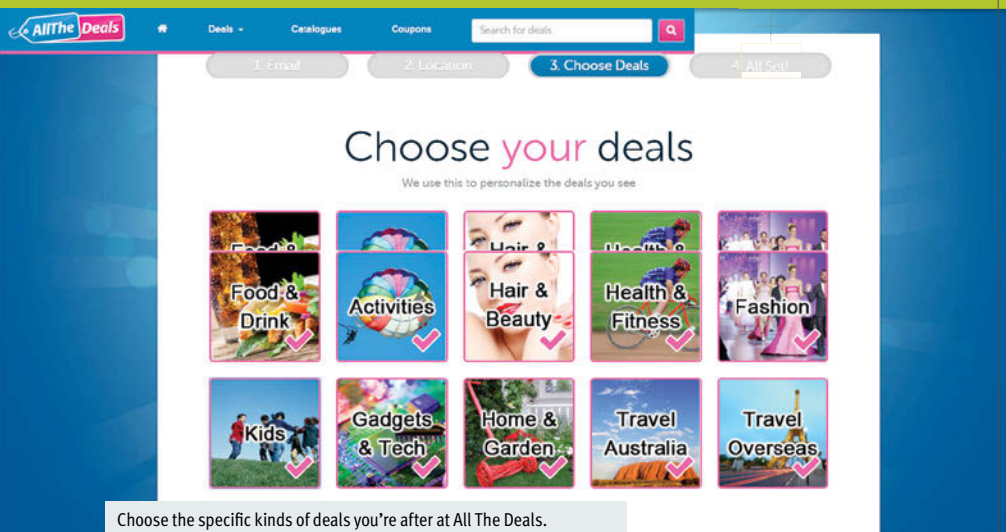 AllThe Deals
Deals
Catalogues
Coupons
Search for deals
1. Email
2. Location
3. Choose Deals
4. All Set!
Choose your deals
We use this to personalize the deals you see
Food &
Hair &
Health &
Food &
Drink
Activities
Hair &
Beauty
Health &
Fitness
Fashion
Kids
Gadgets
& Tech
Home &
Garden
Travel
Australia
Travel
Overseas
Choose the specific kinds of deals you're after at All The Deals.